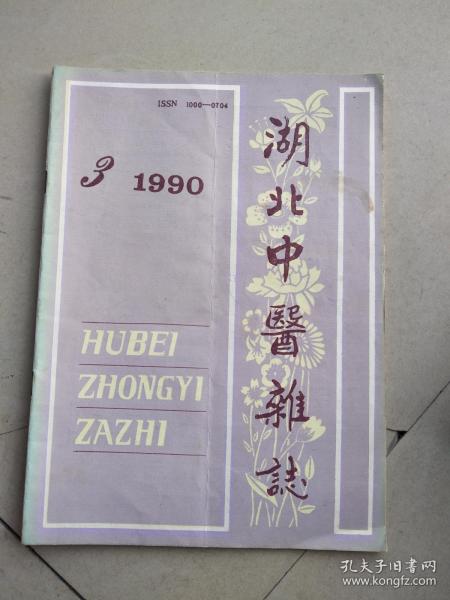 ISSN 1000—0704
3 1990
湖北中醫雜誌
HUBEI
ZHONGYI
ZAZHI
孔夫子旧书网
www.kongfz.com